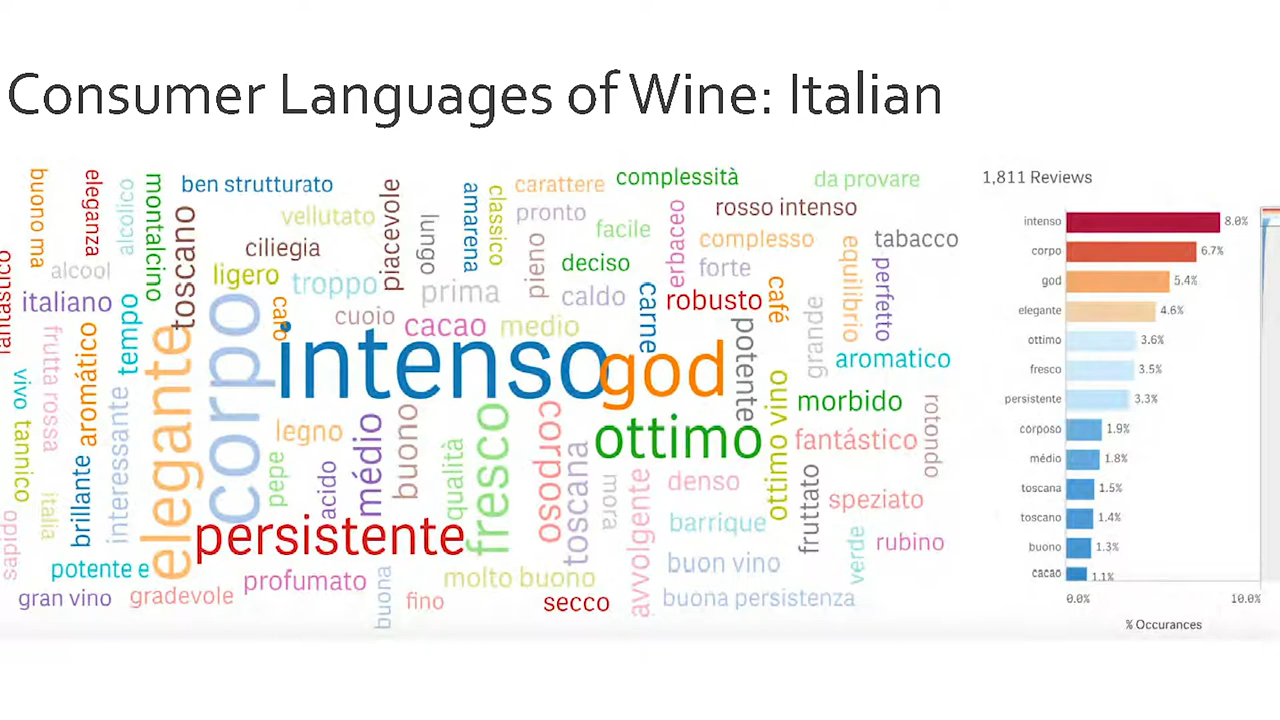 Consumer Languages of Wine: Italian
buono ma
eleganza
alcolico
montalcino
toscano
ben strutturato
vellutato
ciliegia
ligero
troppo
piacevole
lungo
amarena
classico
carattere
pronto
complessità
facile
da provare
rosso intenso
erbaceo
complesso
forte
tabacco
equilibrio
perfetto
fantastico
alcool
italiano
tempo
caro
cuoio
prima
pieno
deciso
caldo
carme
robusto
café
grande
aromatico
cacao
medio
frutta rossa
aromático
elegante
corpo
intenso
god
potente
vivo
tannico
brillante
interessante
legno
pepe
acido
médio
buono
qualità
fresco
corposo
toscana
ottimo
ottimo vino
morbido
fantástico
rotondo
mora
avvolgente
denso
barrique
fruttato
speziato
verde
rubino
sapido
italia
persistente
potente e
gran vino
gradevole
profumato
buona
fino
molto buono
secco
buon vino
buona persistenza
1,811 Reviews
intenso 8.0%
corpo 6.7%
god 5.4%
elegante 4.6%
ottimo 3.6%
fresco 3.5%
persistente 3.3%
corposo 1.9%
médio 1.8%
toscana 1.5%
toscano 1.4%
buono 1.3%
cacao 1.1%
0.0% 10.0%
% Occurances